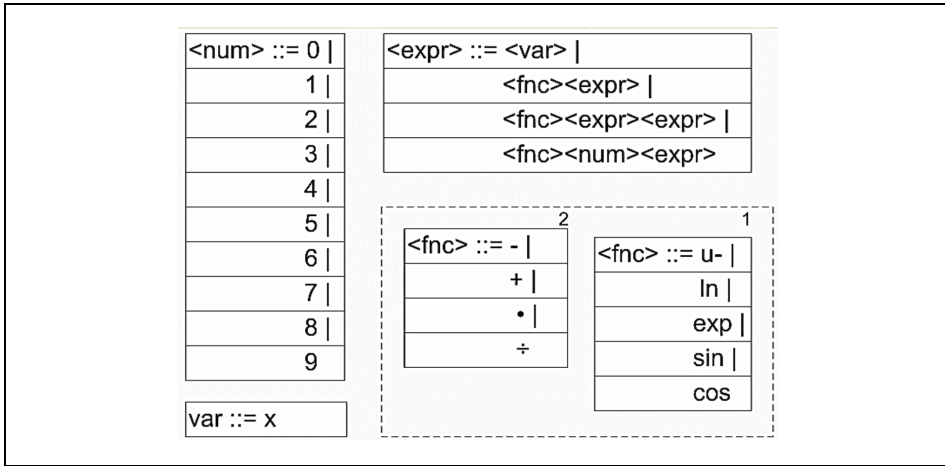 <num> ::= 0 |
1 |
2 |
3 |
4 |
5 |
6 |
7 |
8 |
9
var ::= x
<expr> ::= <var> |
<fnc><expr> |
<fnc><expr><expr> |
<fnc><num><expr>
2
<fnc> ::= - |
+ |
• |
÷
1
<fnc> ::= u- |
ln |
exp |
sin |
cos